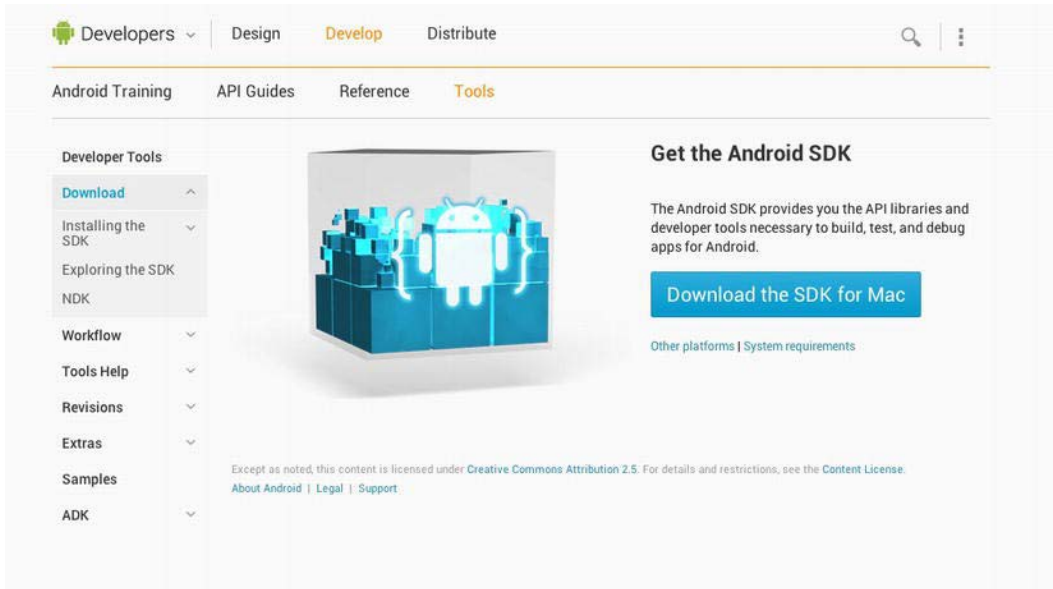 Developers
Design
Develop
Distribute
Android Training
API Guides
Reference
Tools
Developer Tools
Download
Installing the
SDK
Exploring the SDK
NDK
Workflow
Tools Help
Revisions
Extras
Samples
ADK
Get the Android SDK
The Android SDK provides you the API libraries and
developer tools necessary to build, test, and debug
apps for Android.
Download the SDK for Mac
Other platforms | System requirements
Except as noted, this content is licensed under Creative Commons Attribution 2.5. For details and restrictions, see the Content License.
About Android | Legal | Support